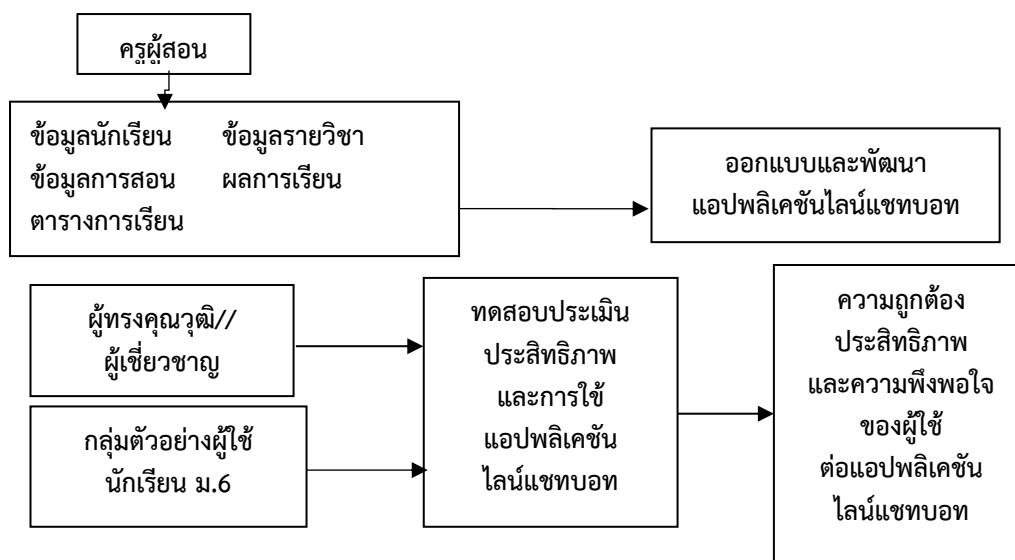 ครูผู้สอน
ข้อมูลนักเรียน ข้อมูลรายวิชา
ข้อมูลการสอน ผลการเรียน
ตารางการเรียน
ออกแบบและพัฒนา
แอปพลิเคชันไลน์แชทบอท
ผู้ทรงคุณวุฒิ//
ผู้เชี่ยวชาญ
กลุ่มตัวอย่างผู้ใช้
นักเรียน ม.6
ทดสอบประเมิน
ประสิทธิภาพ
และการใช้
แอปพลิเคชัน
ไลน์แชทบอท
ความถูกต้อง
ประสิทธิภาพ
และความพึงพอใจ
ของผู้ใช้
ต่อแอปพลิเคชัน
ไลน์แชทบอท